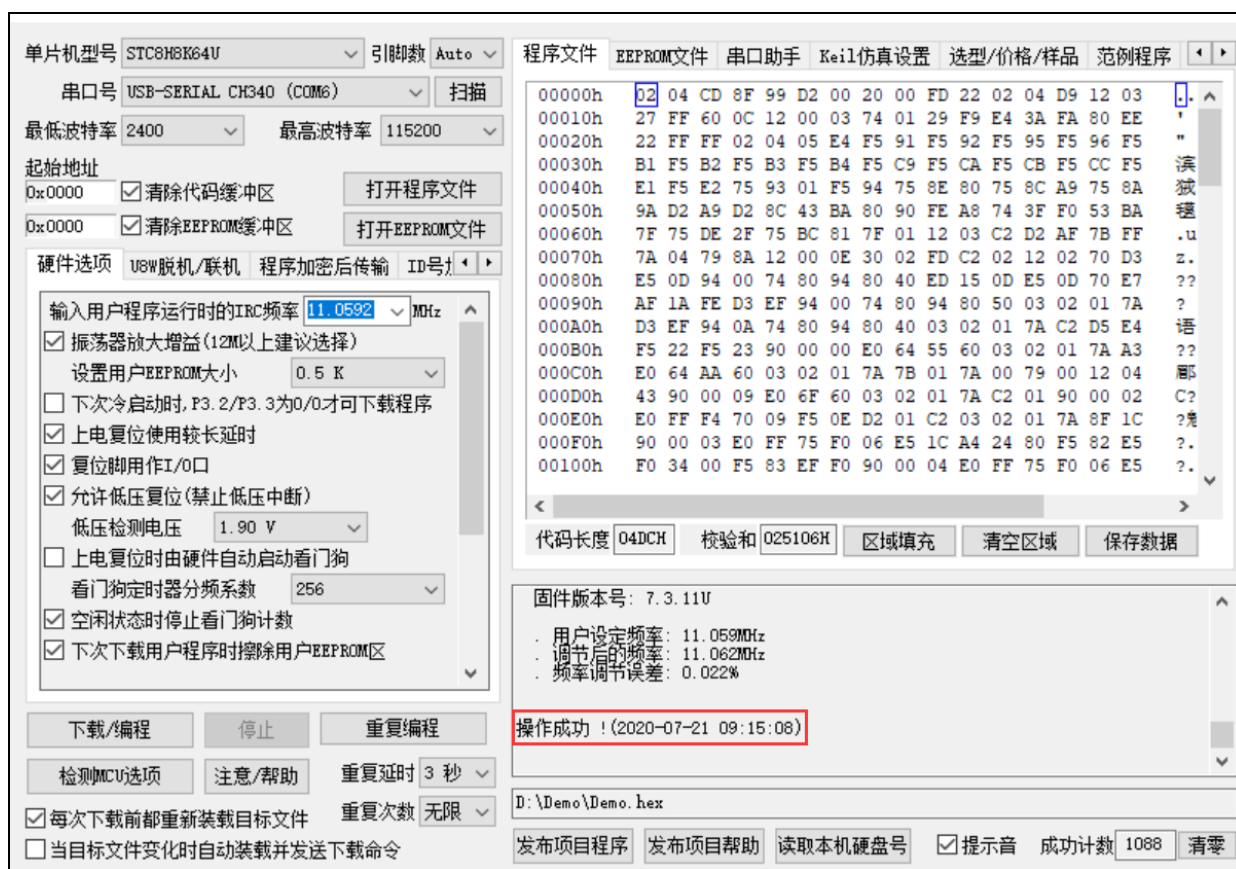 单片机型号 STC8H8K64U 引脚数 Auto
串口号 USB-SERIAL CH340 (COM6) 扫描
最低波特率 2400 最高波特率 115200
起始地址
0x0000 清除代码缓冲区 打开程序文件
0x0000 清除EEPROM缓冲区 打开EEPROM文件
硬件选项 U8W脱机/联机 程序加密后传输 ID号
输入用户程序运行时的IRC频率 11.0592 MHz
振荡器放大增益(12M以上建议选择)
设置用户EEPROM大小 0.5 K
下次冷启动时,P3.2/P3.3为0/0才可下载程序
上电复位使用较长延时
复位脚用作I/O口
允许低压复位(禁止低压中断)
低压检测电压 1.90 V
上电复位时由硬件自动启动看门狗
看门狗定时器分频系数 256
空闲状态时停止看门狗计数
下次下载用户程序时擦除用户EEPROM区
下载/编程 停止 重复编程
检测MCU选项 注意/帮助 重复延时 3 秒
重复次数 无限
每次下载前都重新装载目标文件
当目标文件变化时自动装载并发送下载命令
程序文件 EEPROM文件 串口助手 Keil仿真设置 选型/价格/样品 范例程序
00000h 02 04 CD 8F 99 D2 00 20 00 FD 22 02 04 D9 12 03 ..
00010h 27 FF 60 0C 12 00 03 74 01 29 F9 E4 3A FA 80 EE '
00020h 22 FF FF 02 04 05 E4 F5 91 F5 92 F5 95 F5 96 F5 "
00030h B1 F5 B2 F5 B3 F5 B4 F5 C9 F5 CA F5 CB F5 CC F5
00040h E1 F5 E2 75 93 01 F5 94 75 8E 80 75 8C A9 75 8A
00050h 9A D2 A9 D2 8C 43 BA 80 90 FE A8 74 3F F0 53 BA
00060h 7F 75 DE 2F 75 BC 81 7F 01 12 03 C2 D2 AF 7B FF .u
00070h 7A 04 79 8A 12 00 0E 30 02 FD C2 02 12 02 70 D3 z.
00080h E5 0D 94 00 74 80 94 80 40 ED 15 0D E5 0D 70 E7 ??
00090h AF 1A FE D3 EF 94 00 74 80 94 80 50 03 02 01 7A ?
000A0h D3 EF 94 0A 74 80 94 80 40 03 02 01 7A C2 D5 E4 语
000B0h F5 22 F5 23 90 00 00 E0 64 55 60 03 02 01 7A A3 ??
000C0h E0 64 AA 60 03 02 01 7A 7B 01 7A 00 79 00 12 04
000D0h 43 90 00 09 E0 6F 60 03 02 01 7A C2 01 90 00 02 C?
000E0h E0 FF F4 70 09 F5 0E D2 01 C2 03 02 01 7A 8F 1C
000F0h 90 00 03 E0 FF 75 F0 06 E5 1C A4 24 80 F5 82 E5 ?.
00100h F0 34 00 F5 83 EF F0 90 00 04 E0 FF 75 F0 06 E5 ?.
代码长度 04DCH 校验和 025106H 区域填充 清空区域 保存数据
固件版本号: 7.3.11U
. 用户设定频率: 11.059MHz
. 调节后的频率: 11.062MHz
. 频率调节误差: 0.022%
操作成功 !(2020-07-21 09:15:08)
D:\Demo\Demo.hex
发布项目程序 发布项目帮助 读取本机硬盘号 提示音 成功计数 1088 清零